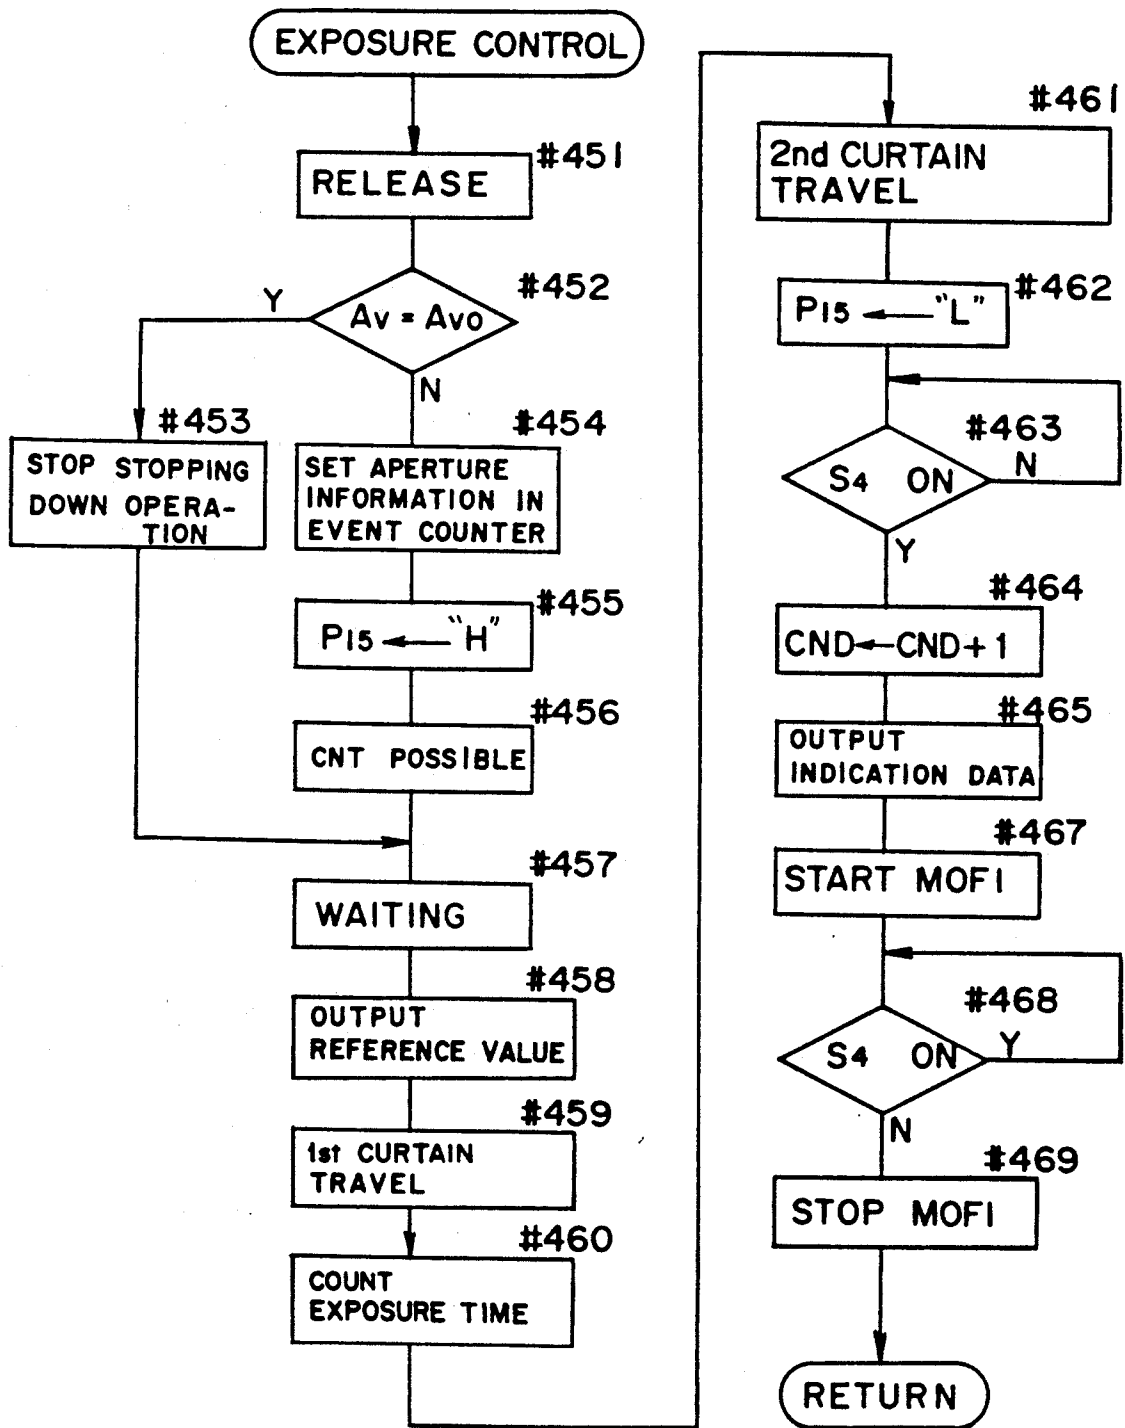 EXPOSURE CONTROL
#451
RELEASE
#452
Y
Av = Avo
N
#453
STOP STOPPING
DOWN OPERA-
TION
#454
SET APERTURE
INFORMATION IN
EVENT COUNTER
#455
P15 ← "H"
#456
CNT POSSIBLE
#457
WAITING
#458
OUTPUT
REFERENCE VALUE
#459
1st CURTAIN
TRAVEL
#460
COUNT
EXPOSURE TIME
#461
2nd CURTAIN
TRAVEL
#462
P15 ← "L"
#463
S4 ON
N
Y
#464
CND←CND+1
#465
OUTPUT
INDICATION DATA
#467
START MOFI
#468
S4 ON
Y
N
#469
STOP MOFI
RETURN